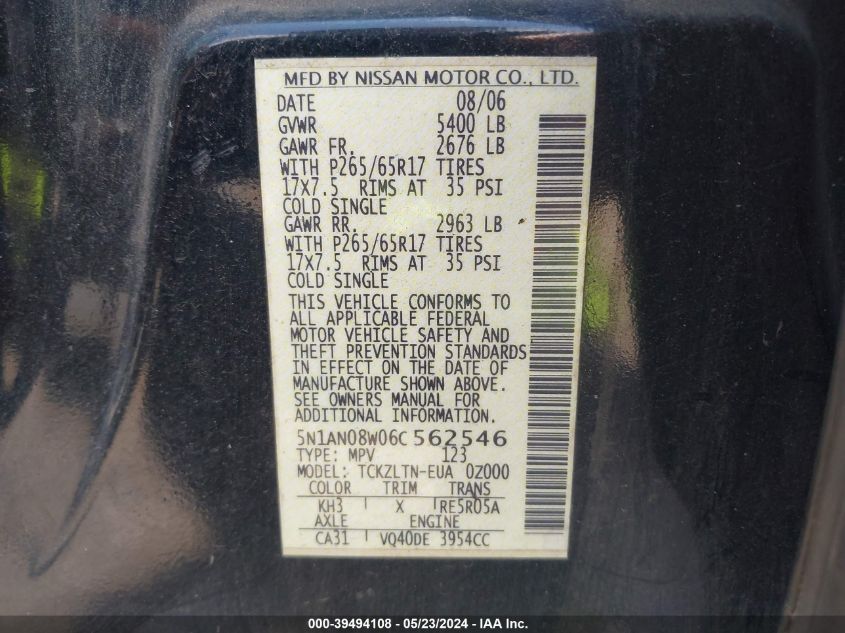 MFD BY NISSAN MOTOR CO., LTD.
DATE 08/06
GVWR 5400 LB
GAWR FR. 2676 LB
WITH P265/65R17 TIRES
17X7.5 RIMS AT 35 PSI
COLD SINGLE
GAWR RR. 2963 LB
WITH P265/65R17 TIRES
17X7.5 RIMS AT 35 PSI
COLD SINGLE
THIS VEHICLE CONFORMS TO
ALL APPLICABLE FEDERAL
MOTOR VEHICLE SAFETY AND
THEFT PREVENTION STANDARDS
IN EFFECT ON THE DATE OF
MANUFACTURE SHOWN ABOVE.
SEE OWNERS MANUAL FOR
ADDITIONAL INFORMATION.
5N1AN08W06C 562546
TYPE: MPV 123
MODEL: TCKZLTN-EUA 0Z000
COLOR TRIM TRANS
KH3 X RE5R05A
AXLE ENGINE
CA31 VQ40DE 3954CC
000-39494108 - 05/23/2024 - IAA Inc.